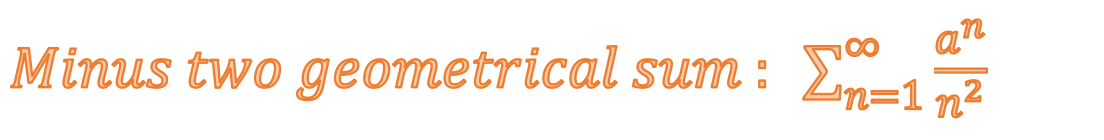 Minus two geometrical sum : ∑_{n=1}^{∞} a^n / n^2